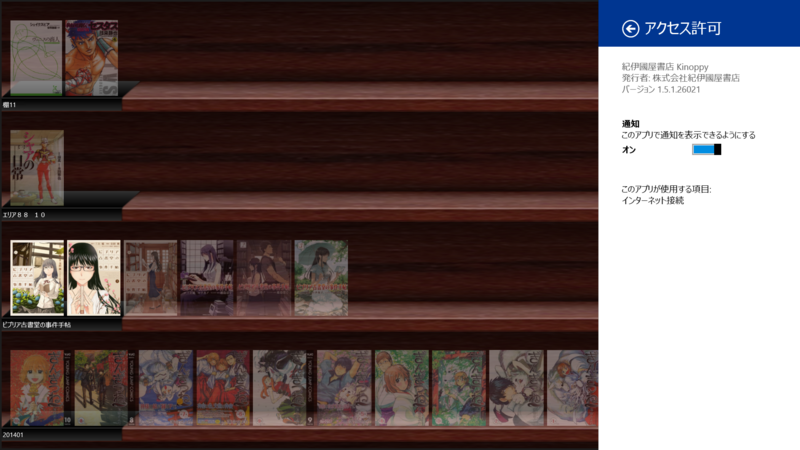 棚11
エリア８８　１０
ビブリア古書堂の事件手帖
10
8
9
201401
アクセス許可
紀伊國屋書店 Kinoppy
発行者: 株式会社紀伊國屋書店
バージョン 1.5.1.26021
通知
このアプリで通知を表示できるようにする
オン
このアプリが使用する項目:
インターネット接続